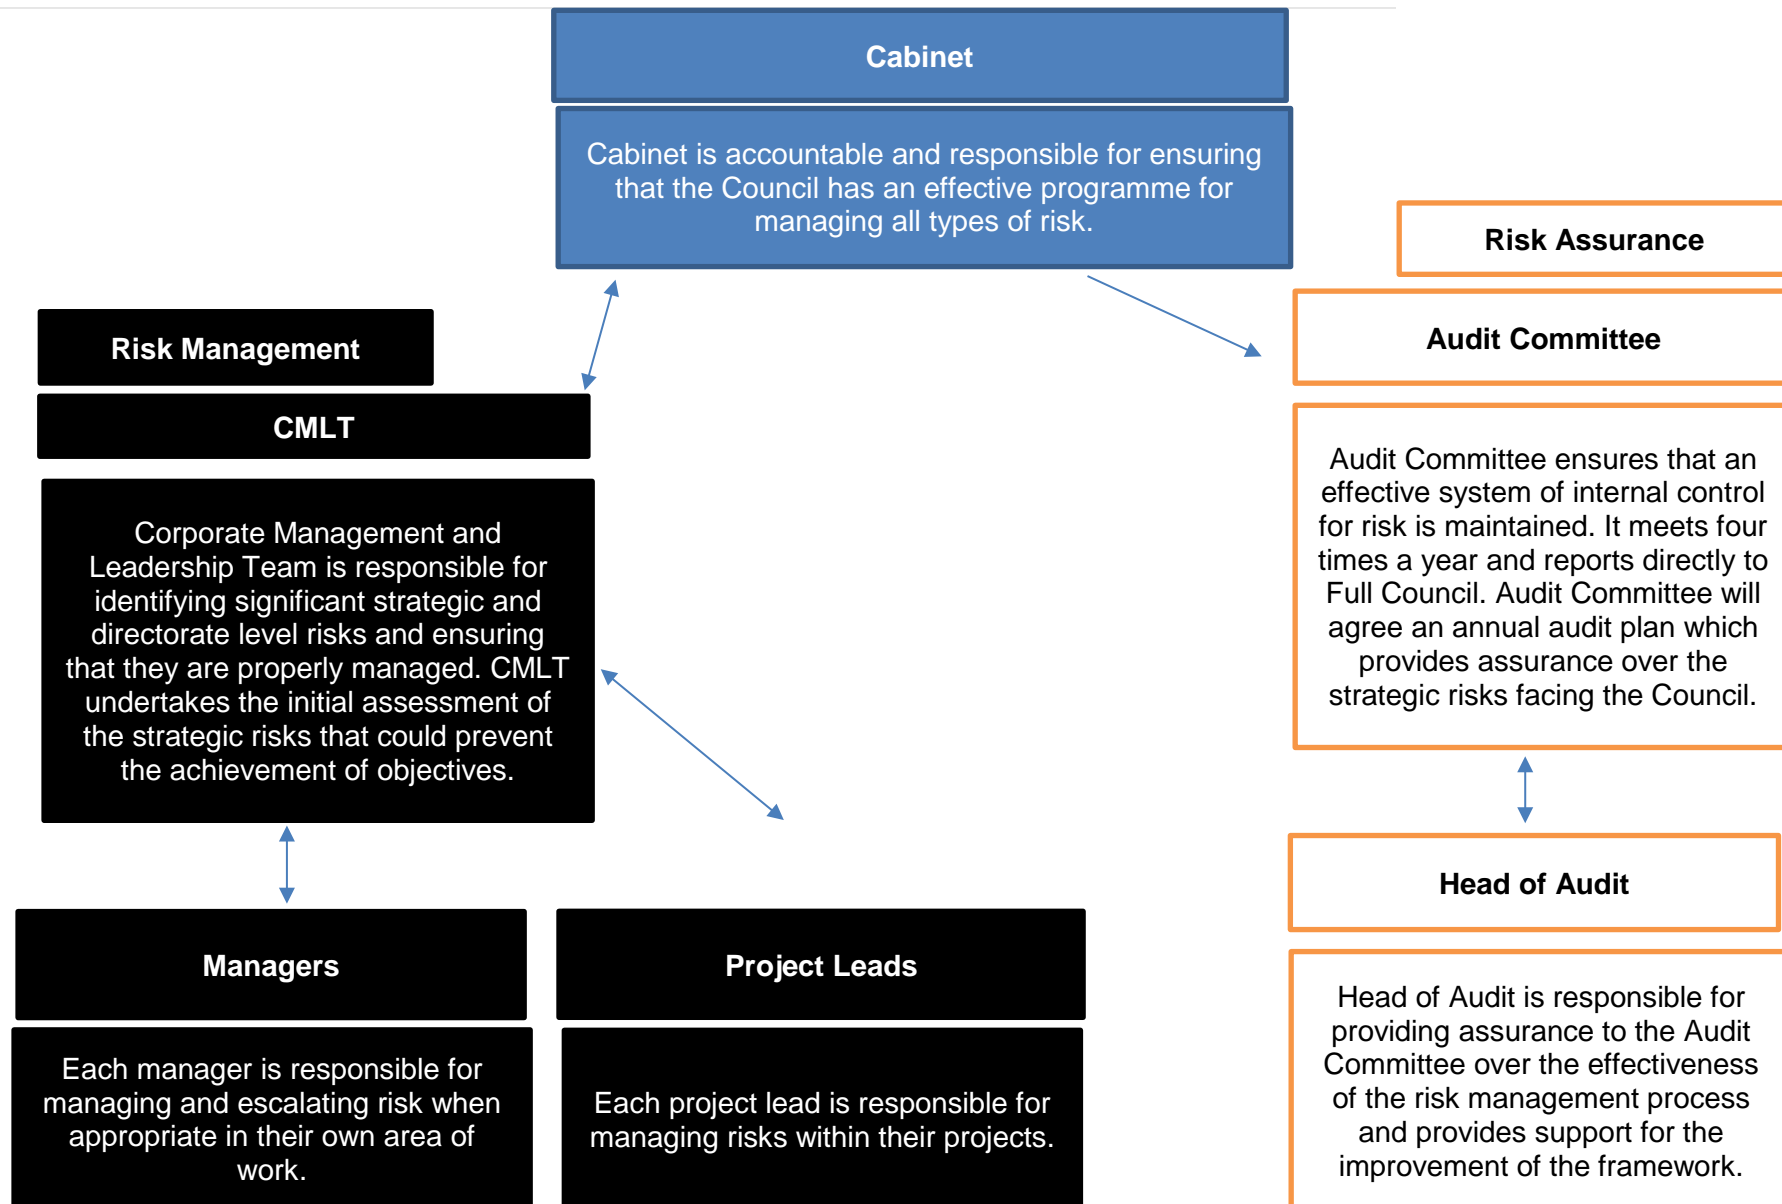 Cabinet
Cabinet is accountable and responsible for ensuring
that the Council has an effective programme for
managing all types of risk.
Risk Assurance
Audit Committee
Audit Committee ensures that an
effective system of internal control
for risk is maintained. It meets four
times a year and reports directly to
Full Council. Audit Committee will
agree an annual audit plan which
provides assurance over the
strategic risks facing the Council.
Risk Management
CMLT
Corporate Management and
Leadership Team is responsible for
identifying significant strategic and
directorate level risks and ensuring
that they are properly managed. CMLT
undertakes the initial assessment of
the strategic risks that could prevent
the achievement of objectives.
Managers
Each manager is responsible for
managing and escalating risk when
appropriate in their own area of
work.
Project Leads
Each project lead is responsible for
managing risks within their projects.
Head of Audit
Head of Audit is responsible for
providing assurance to the Audit
Committee over the effectiveness
of the risk management process
and provides support for the
improvement of the framework.